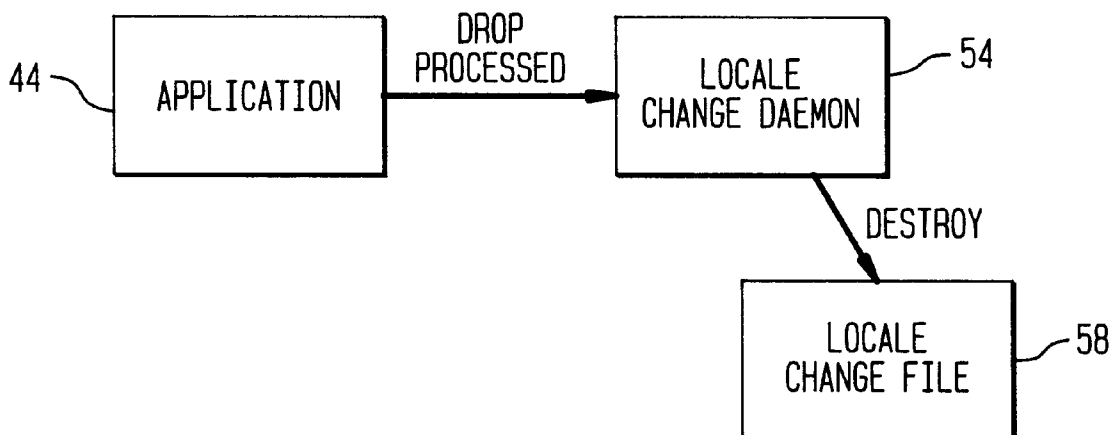 DROP
PROCESSED
44
APPLICATION
LOCALE
CHANGE DAEMON
54
DESTROY
LOCALE
CHANGE FILE
58